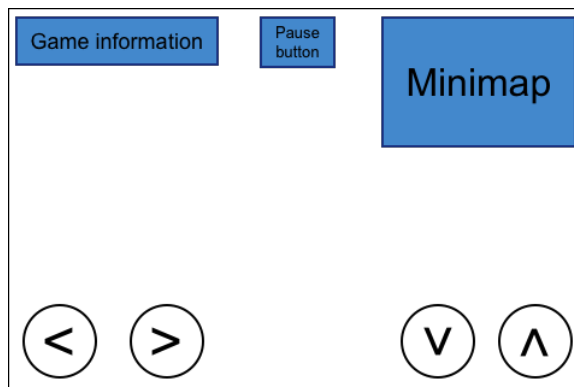 Game information
Pause
button
Minimap
< > V Λ